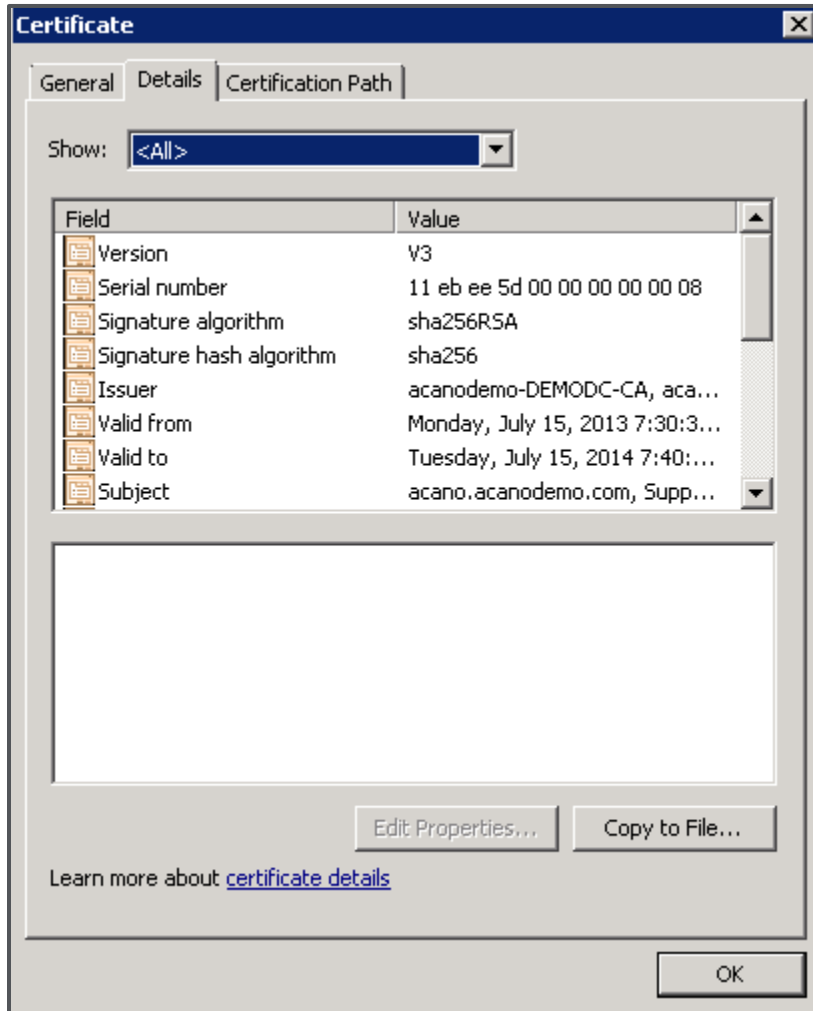 Certificate
General Details Certification Path
Show: <All>
Field Value
Version V3
Serial number 11 eb ee 5d 00 00 00 00 00 08
Signature algorithm sha256RSA
Signature hash algorithm sha256
Issuer acanodemo-DEMODC-CA, aca...
Valid from Monday, July 15, 2013 7:30:3...
Valid to Tuesday, July 15, 2014 7:40:...
Subject acano.acanodemo.com, Supp...
Edit Properties... Copy to File...
Learn more about certificate details
OK